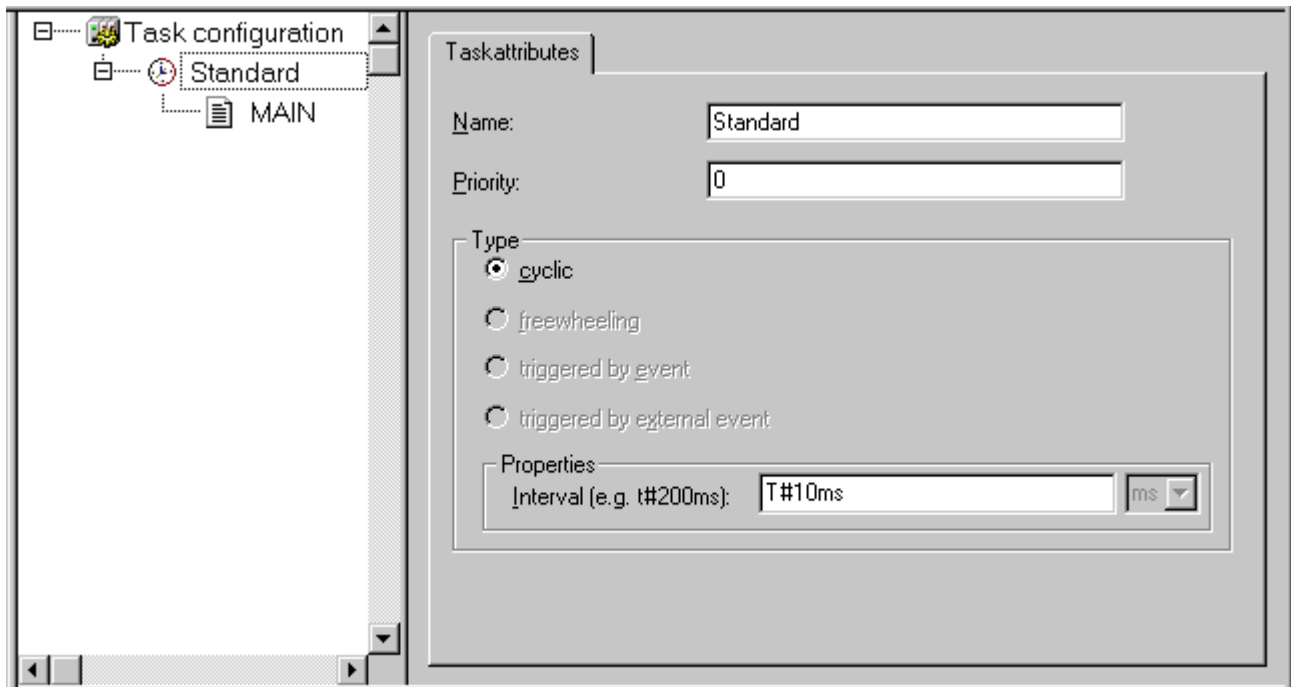 Task configuration
Standard
MAIN
Taskattributes
Name: Standard
Priority: 0
Type
cyclic
freewheeling
triggered by event
triggered by external event
Properties
Interval (e.g. t#200ms): T#10ms ms